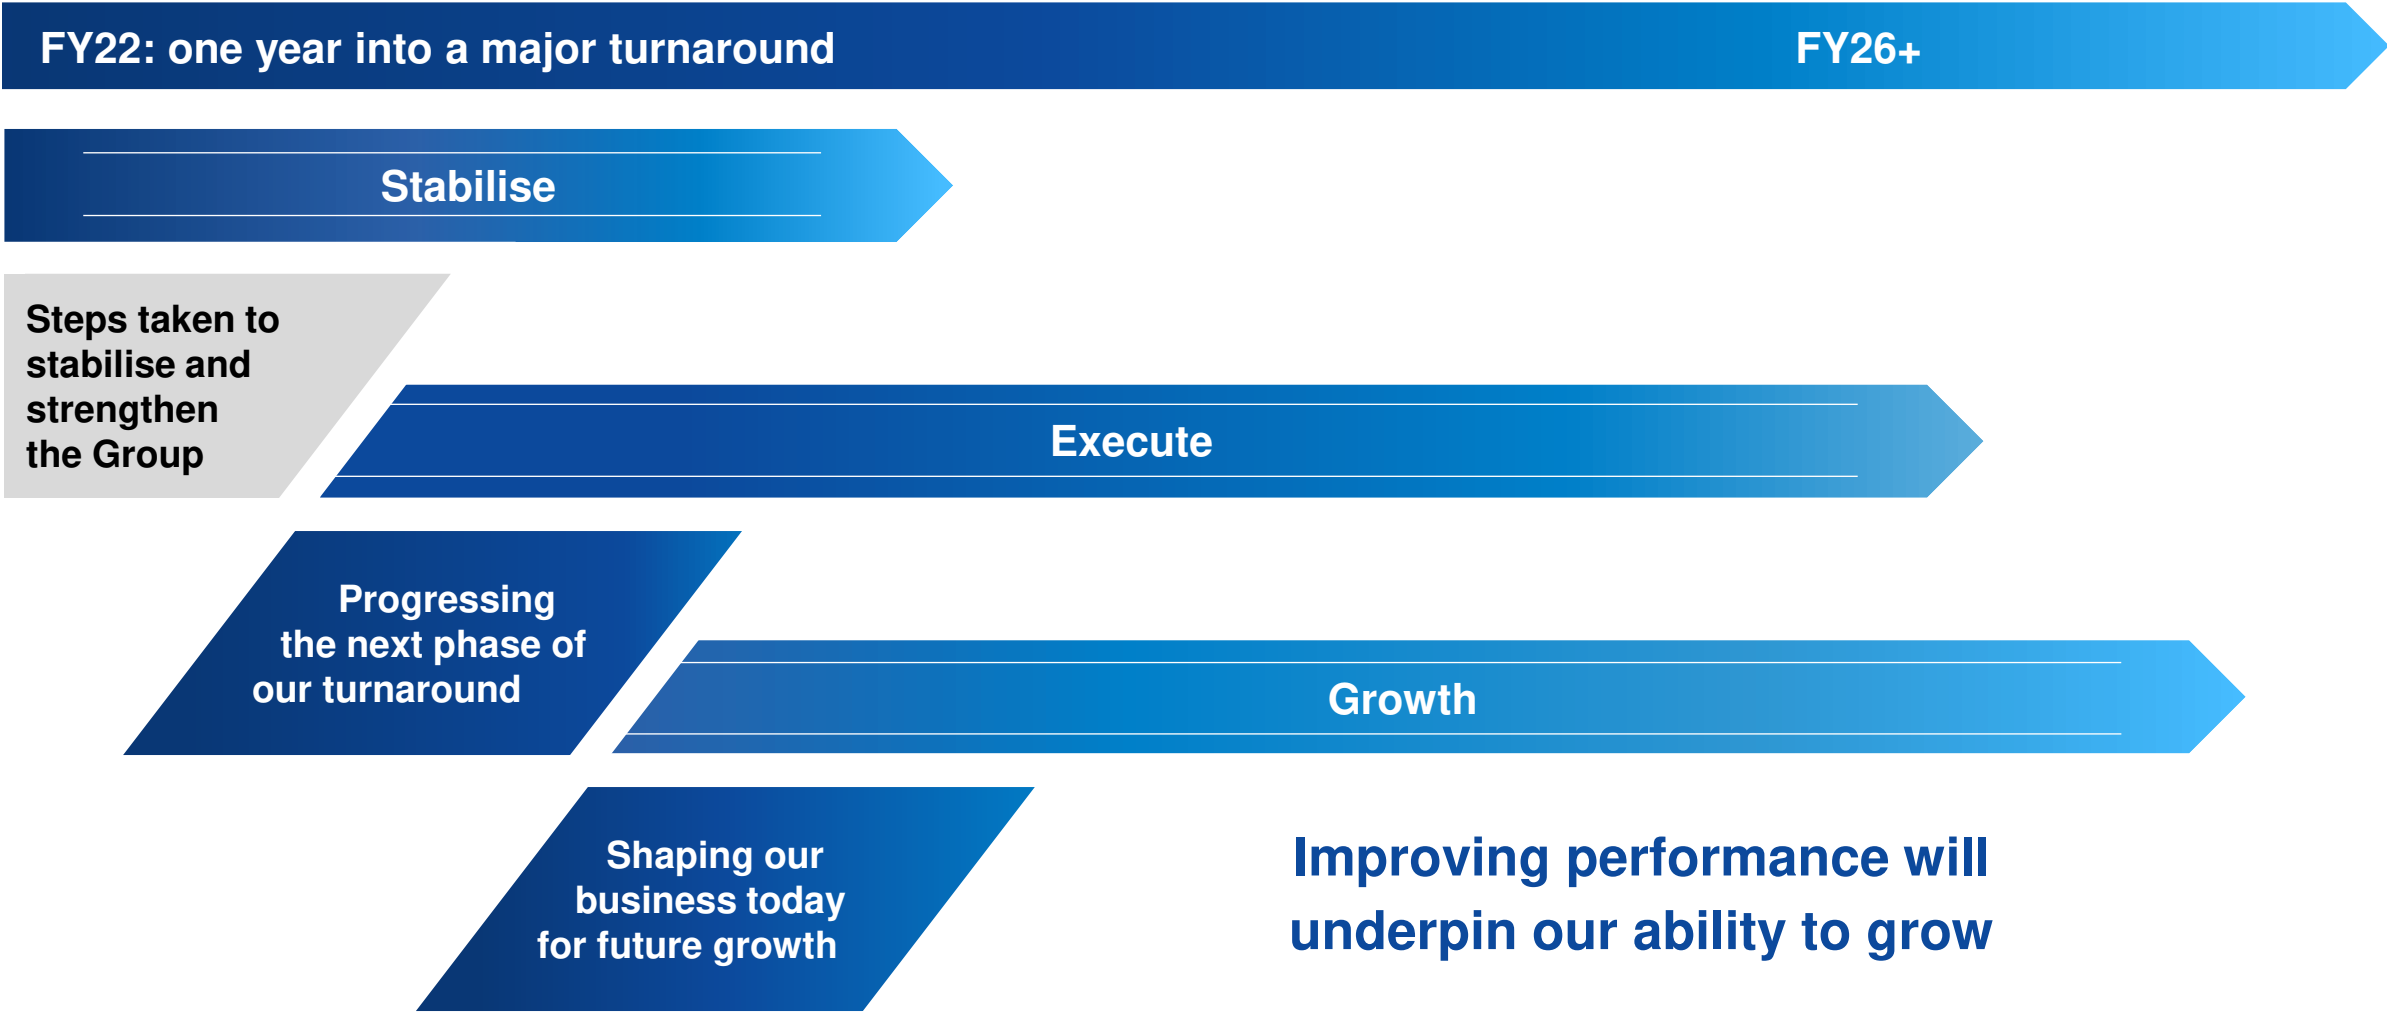 FY22: one year into a major turnaround
FY26+
Stabilise
Steps taken to
stabilise and
strengthen
the Group
Execute
Progressing
the next phase of
our turnaround
Growth
Shaping our
business today
for future growth
Improving performance will
underpin our ability to grow